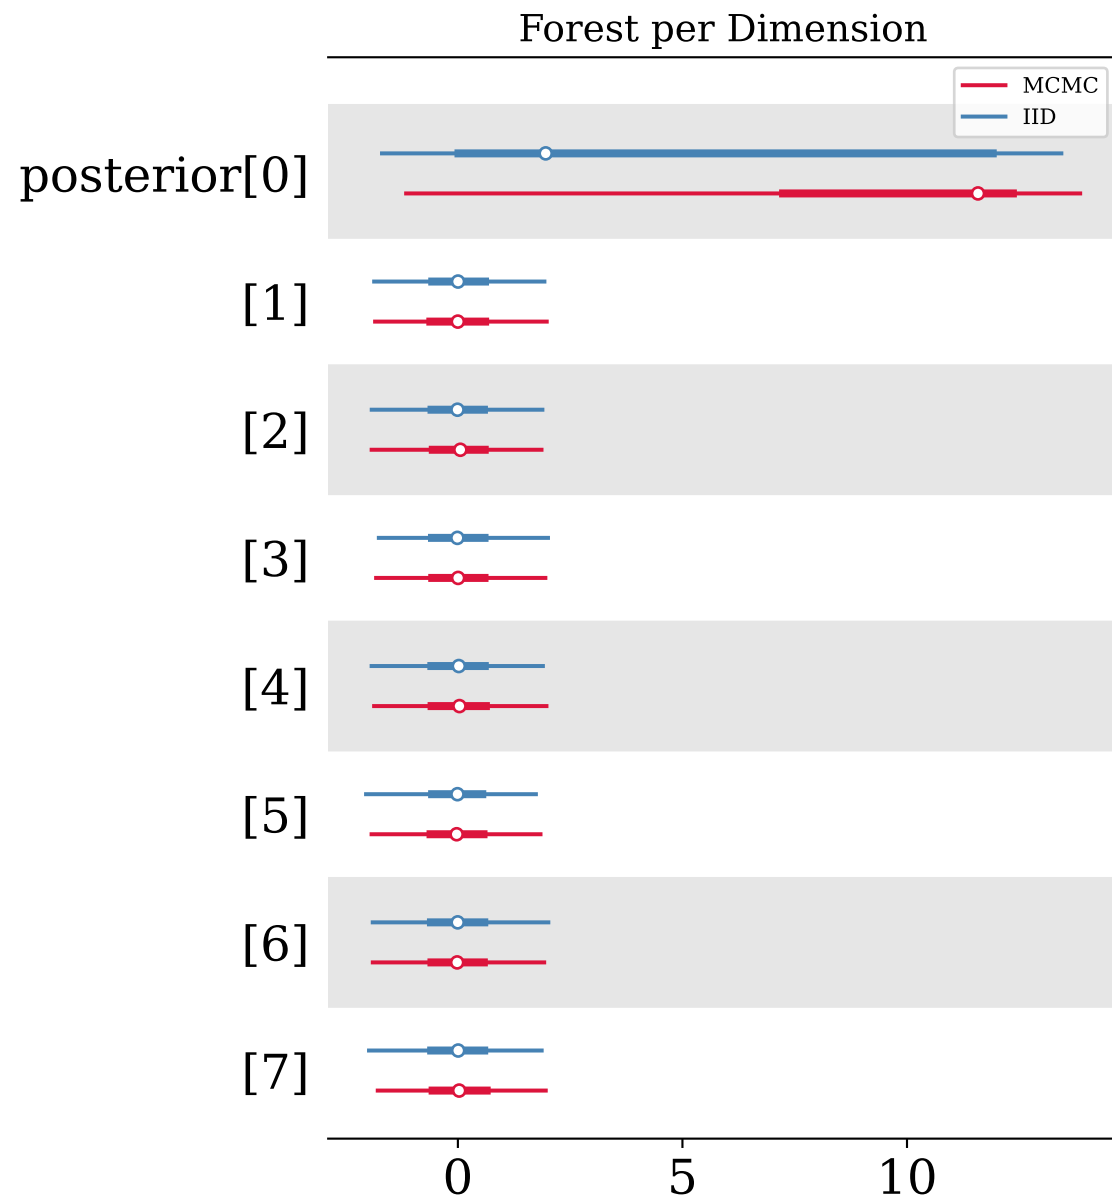 Forest per Dimension
MCMC
IID
posterior[0]
[1]
[2]
[3]
[4]
[5]
[6]
[7]
0 5 10